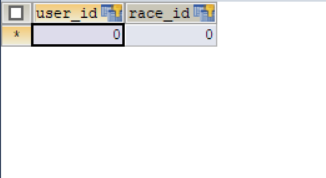 user_id race_id
* 0 0